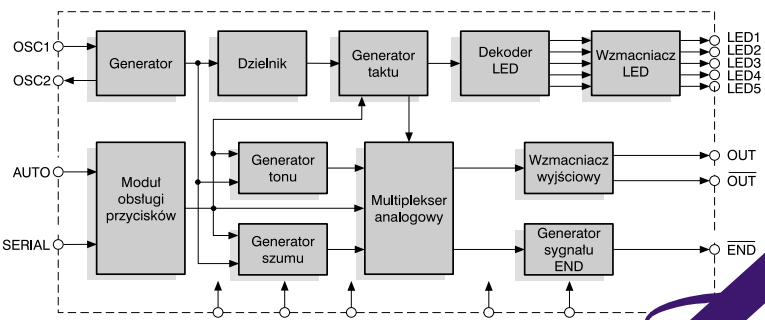 OSC1
OSC2
Generator
Dzielnik
Generator
taktu
Dekoder
LED
Wzmacniacz
LED
LED1
LED2
LED3
LED4
LED5
AUTO
SERIAL
Moduł
obsługi
przycisków
Generator
tonu
Generator
szumu
Multiplekser
analogowy
Wzmacniacz
wyjściowy
Generator
sygnału
END
OUT
OUT
END